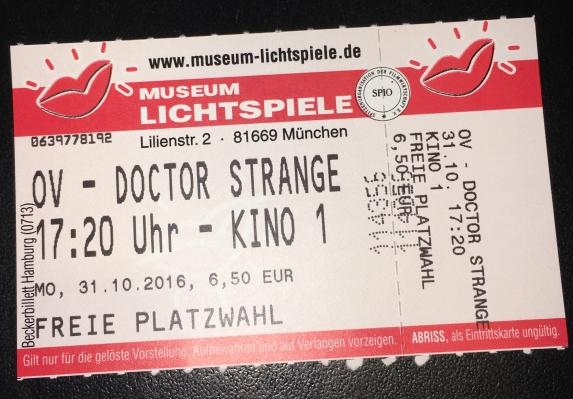 www.museum-lichtspiele.de
MUSEUM
LICHTSPIELE
SPITZENORGANISATION DER FILMWIRTSCHAFT E.V.
SPIO
0639778192
Lilienstr. 2 · 81669 München
OV - DOCTOR STRANGE
17:20 Uhr - KINO 1
MO, 31.10.2016, 6,50 EUR
FREIE PLATZWAHL
Beckerbillett Hamburg (0713)
Gilt nur für die gelöste Vorstellung. Aufbewahren und auf Verlangen vorzeigen.
ABRISS, als Eintrittskarte ungültig.
OV - DOCTOR STRANGE
31.10. 17:20
KINO 1
FREIE PLATZWAHL
6,50 EUR